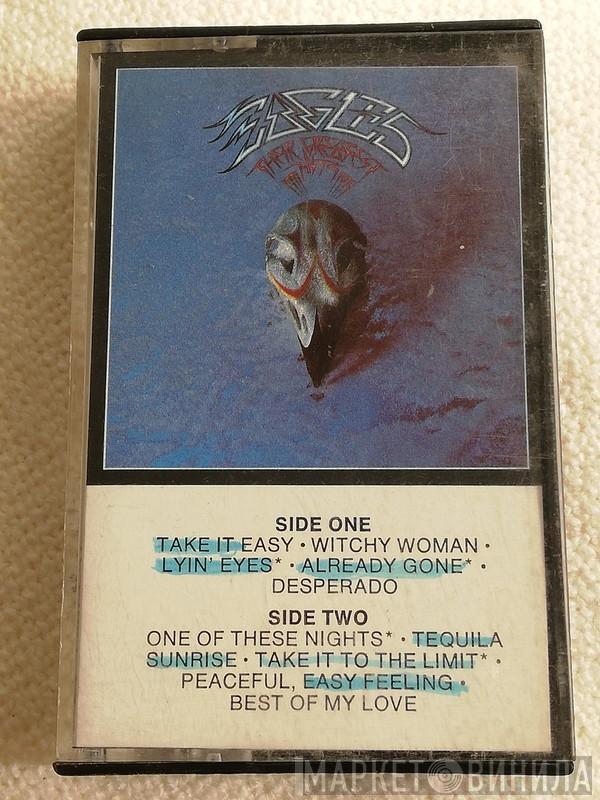 EAGLES
THEIR GREATEST
HITS 1971-1975
SIDE ONE
TAKE IT EASY • WITCHY WOMAN •
LYIN' EYES* • ALREADY GONE* •
DESPERADO
SIDE TWO
ONE OF THESE NIGHTS* • TEQUILA
SUNRISE • TAKE IT TO THE LIMIT* •
PEACEFUL, EASY FEELING •
BEST OF MY LOVE
МАРКЕТ ВИНИЛА